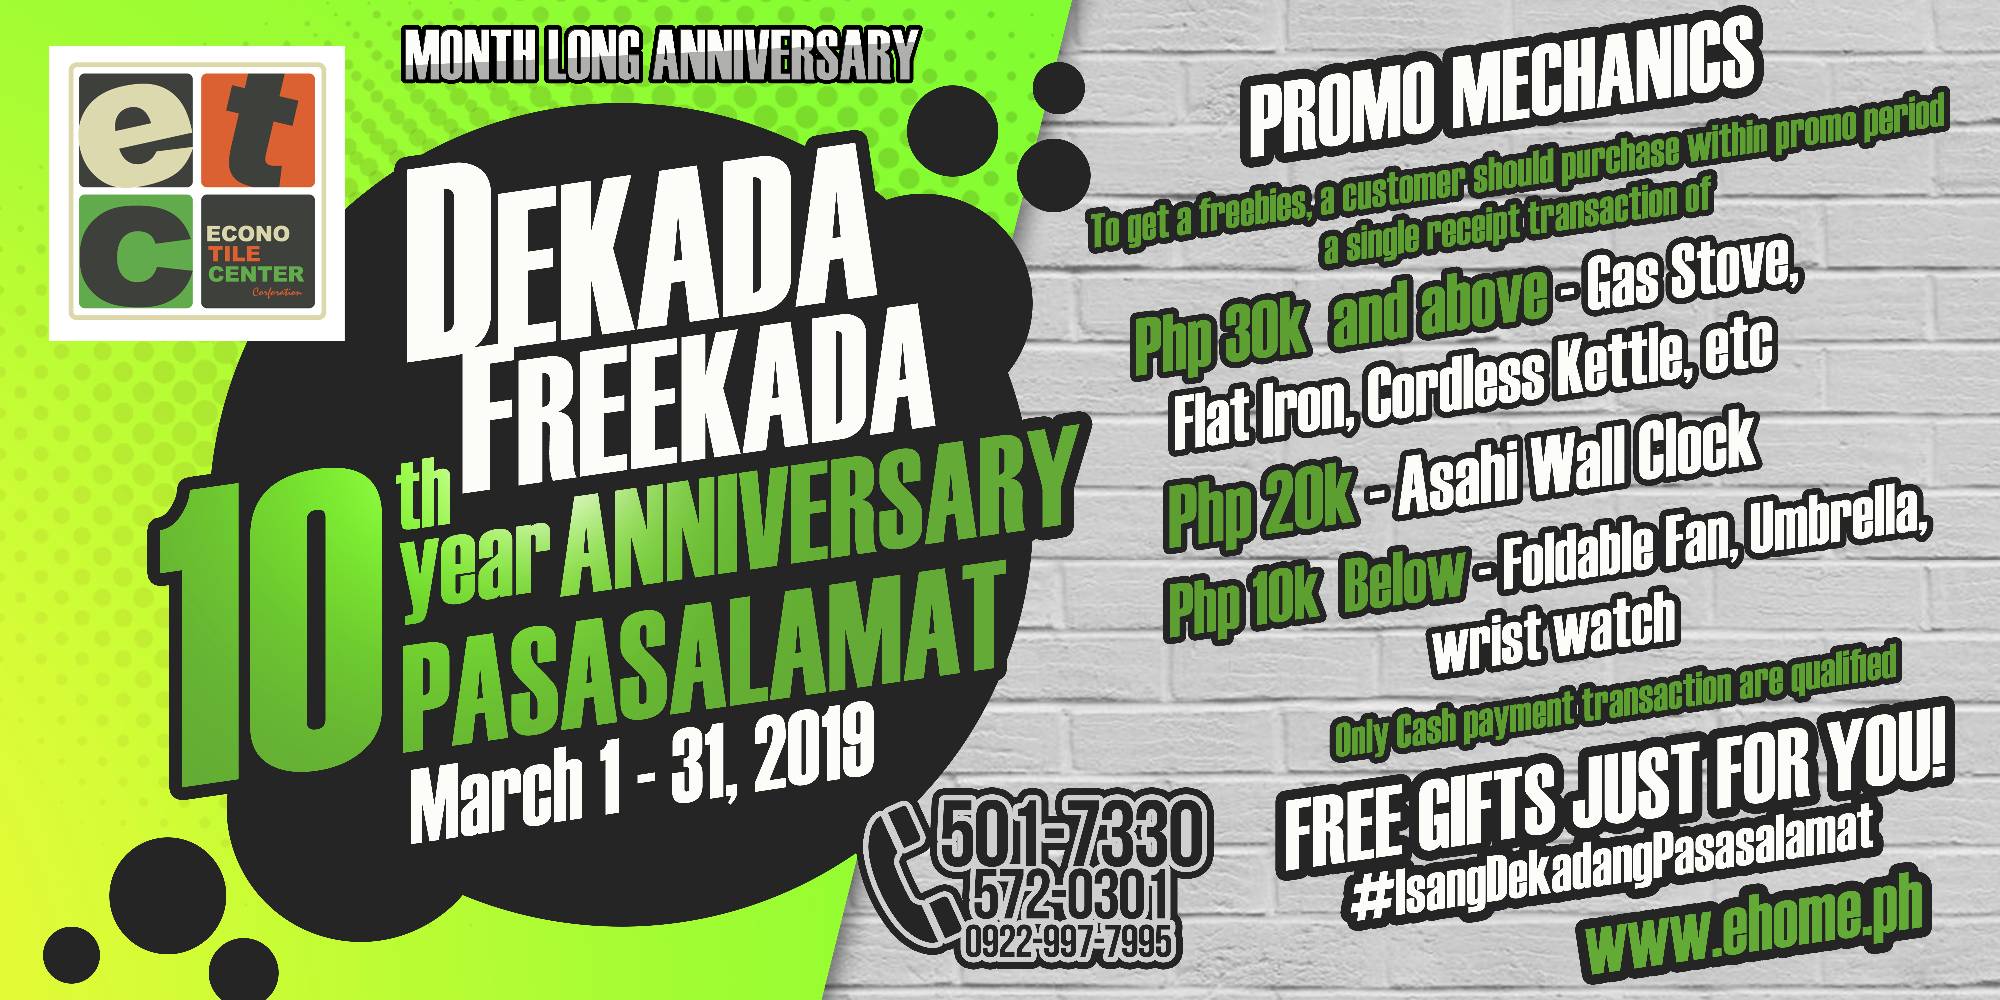 MONTH LONG ANNIVERSARY
e t
c
ECONO
TILE
CENTER
Corporation
DEKADA
FREEKADA
10th
year ANNIVERSARY
PASASALAMAT
March 1 - 31, 2019
501-7330
572-0301
0922-997-7995
PROMO MECHANICS
To get a freebies, a customer should purchase within promo period
a single receipt transaction of
Php 30k and above - Gas Stove,
Flat Iron, Cordless Kettle, etc
Php 20k - Asahi Wall Clock
Php 10k Below - Foldable Fan, Umbrella,
wrist watch
Only Cash payment transaction are qualified
FREE GIFTS JUST FOR YOU!
#IsangDekadangPasasalamat
www.ehome.ph